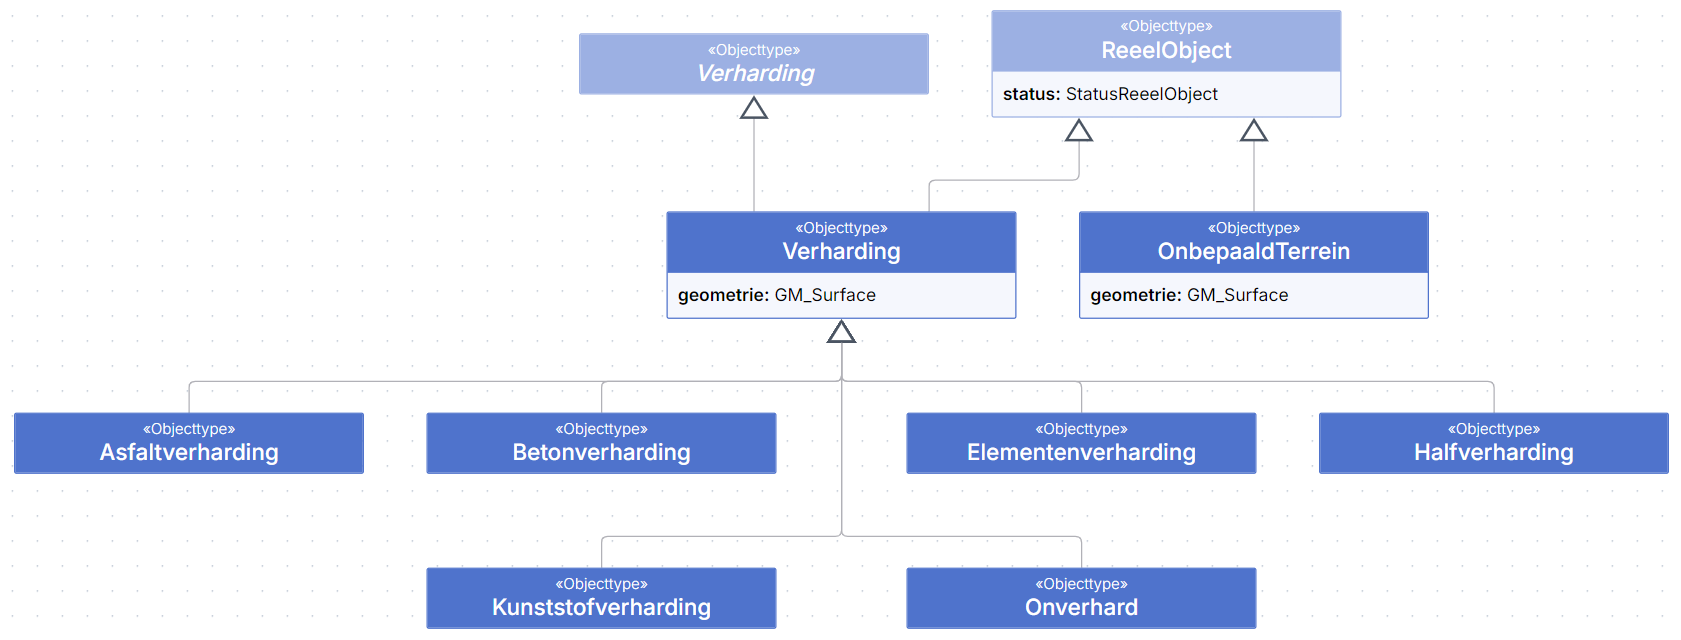 «Objecttype»
Verharding
«Objecttype»
ReeelObject
status: StatusReeelObject
«Objecttype»
Verharding
geometrie: GM_Surface
«Objecttype»
OnbepaaldTerrein
geometrie: GM_Surface
«Objecttype»
Asfaltverharding
«Objecttype»
Betonverharding
«Objecttype»
Elementenverharding
«Objecttype»
Halfverharding
«Objecttype»
Kunststofverharding
«Objecttype»
Onverhard